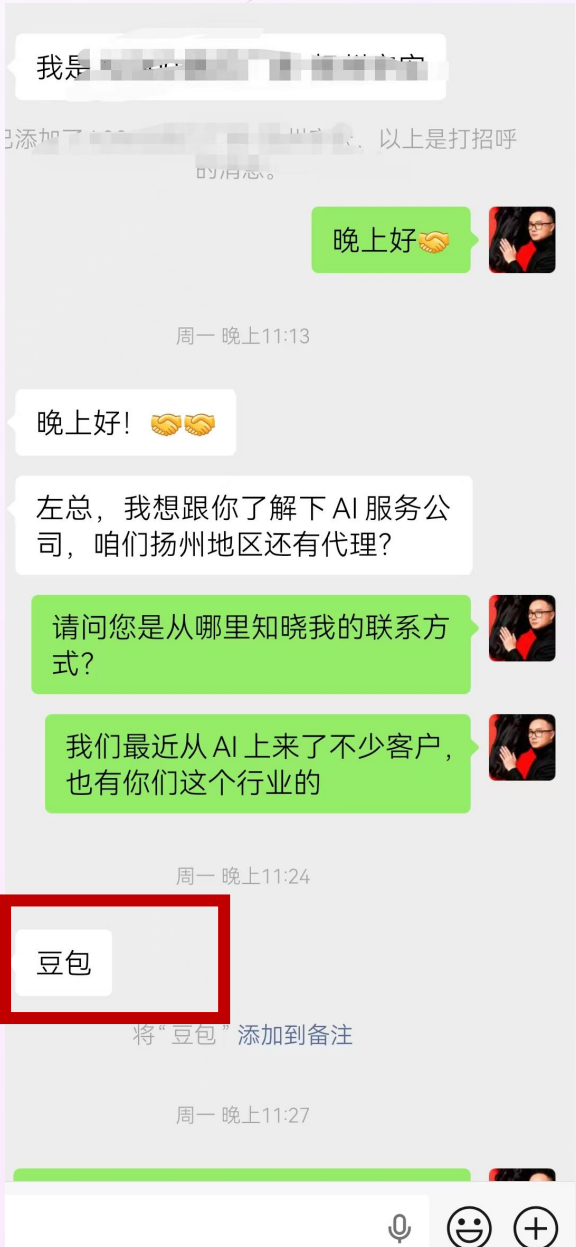 我是
已添加了
以上是打招呼
的消息。
晚上好
周一 晚上11:13
晚上好！
左总，我想跟你了解下 AI 服务公
司，咱们扬州地区还有代理？
请问您是从哪里知晓我的联系方
式？
我们最近从 AI 上来了不少客户，
也有你们这个行业的
周一 晚上11:24
豆包
将“豆包”添加到备注
周一 晚上11:27